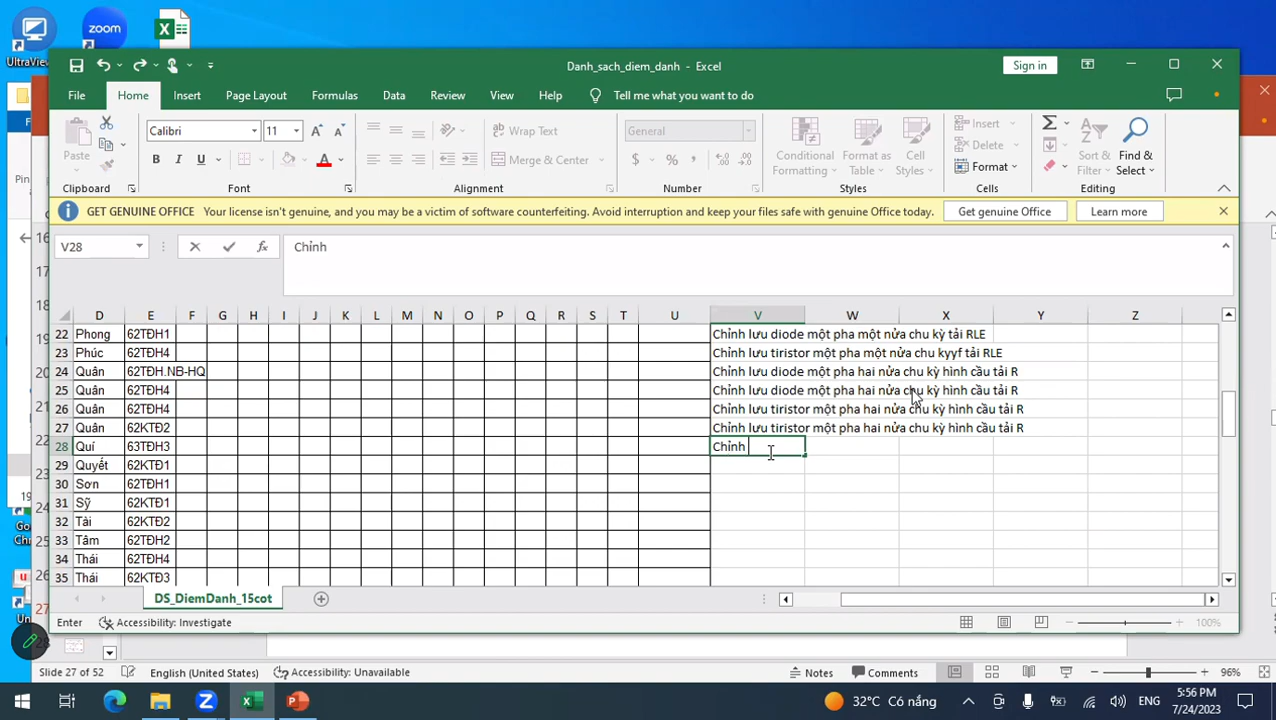 UltraView
zoom
Danh_sach_diem_danh - Excel
Sign in
File Home Insert Page Layout Formulas Data Review View Help Tell me what you want to do
Paste
Calibri 11
B I U A
Wrap Text
Merge & Center
General
$ % ,
Conditional Formatting
Format as Table
Cell Styles
Insert
Delete
Format
Sort & Filter
Find & Select
Clipboard Font Alignment Number Styles Cells Editing
GET GENUINE OFFICE Your license isn't genuine, and you may be a victim of software counterfeiting. Avoid interruption and keep your files safe with genuine Office today. Get genuine Office Learn more
V28 fx Chỉnh
D E F G H I J K L M N O P Q R S T U V W X Y Z
22 Phong 62TĐH1 Chỉnh lưu diode một pha một nửa chu kỳ tải RLE
23 Phúc 62TĐH4 Chỉnh lưu tiristor một pha một nửa chu kyyf tải RLE
24 Quân 62TĐH.NB-HQ Chỉnh lưu diode một pha hai nửa chu kỳ hình cầu tải R
25 Quân 62TĐH4 Chỉnh lưu diode một pha hai nửa chu kỳ hình cầu tải R
26 Quân 62TĐH4 Chỉnh lưu tiristor một pha hai nửa chu kỳ hình cầu tải R
27 Quân 62KTĐ2 Chỉnh lưu tiristor một pha hai nửa chu kỳ hình cầu tải R
28 Quí 63TĐH3 Chỉnh
29 Quyết 62KTĐ1
30 Sơn 62TĐH1
31 Sỹ 62KTĐ1
32 Tài 62KTĐ2
33 Tâm 62TĐH2
34 Thái 62TĐH4
35 Thái 62KTĐ3
DS_DiemDanh_15cot
Enter Accessibility: Investigate 100%
Slide 27 of 52 English (United States) Accessibility: Unavailable Notes Comments 96%
32°C Có nắng ENG 5:56 PM
7/24/2023